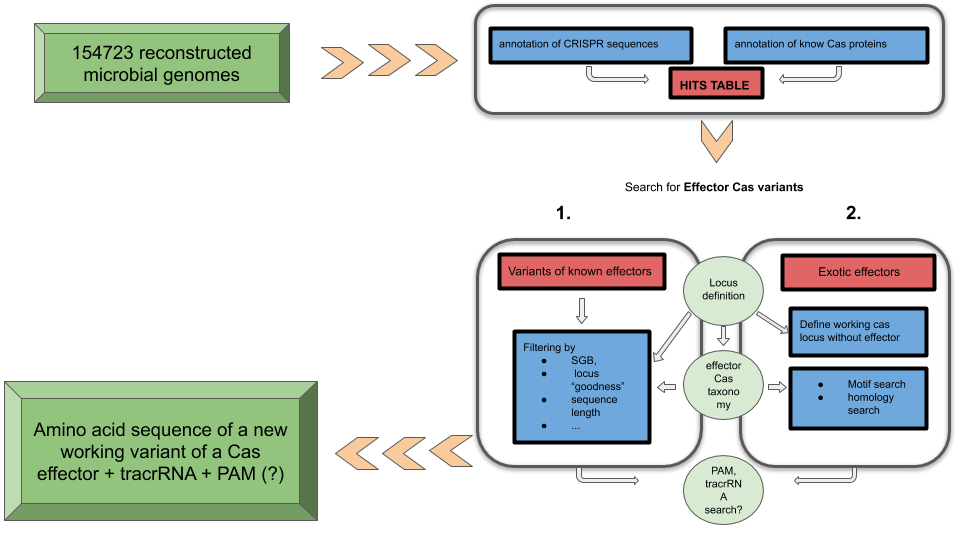 154723 reconstructed
microbial genomes
annotation of CRISPR sequences
annotation of know Cas proteins
HITS TABLE
Search for Effector Cas variants
1.
2.
Variants of known effectors
Locus
definition
Exotic effectors
Define working cas
locus without effector
Filtering by
● SGB,
● locus
“goodness”
● sequence
length
● ...
effector
Cas
taxono
my
● Motif search
● homology
search
Amino acid sequence of a new
working variant of a Cas
effector + tracrRNA + PAM (?)
PAM,
tracrRN
A
search?